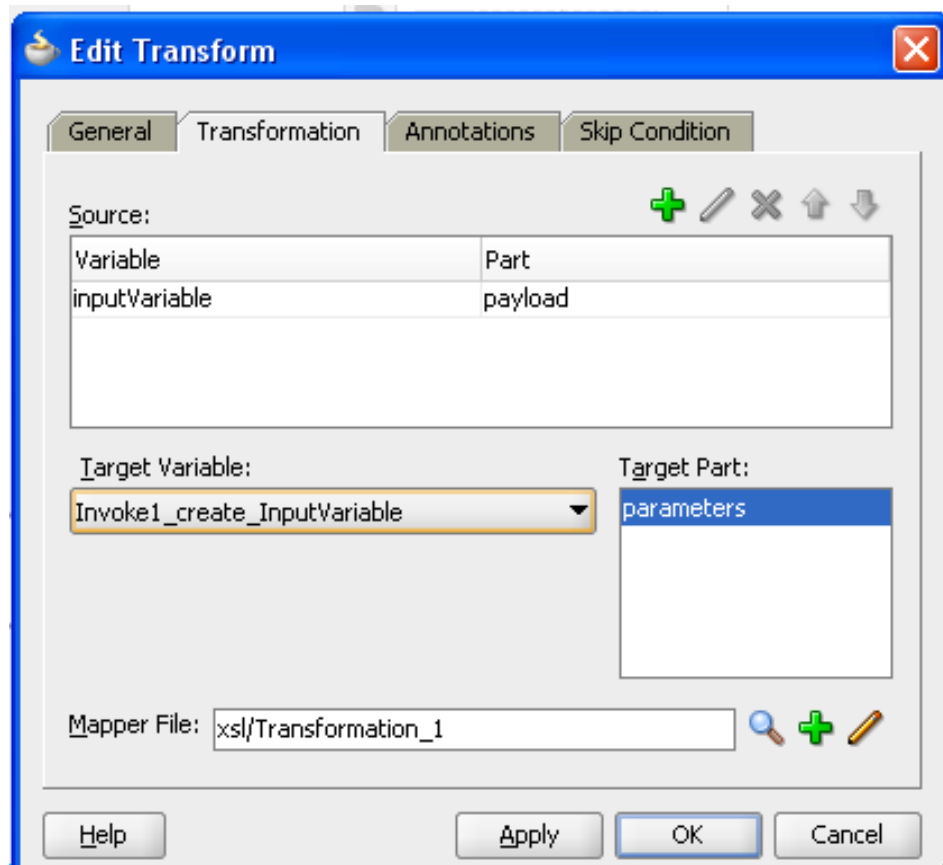 Edit Transform
General Transformation Annotations Skip Condition
Source:
Variable Part
inputVariable payload
Target Variable: Target Part:
Invoke1_create_InputVariable parameters
Mapper File: xsl/Transformation_1
Help Apply OK Cancel